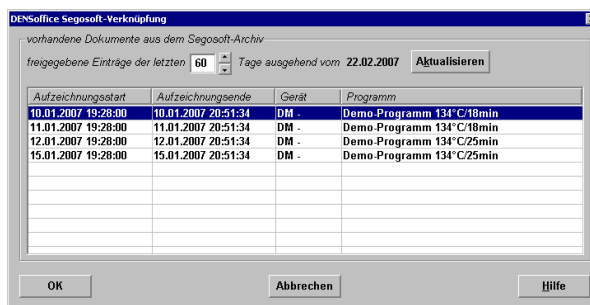 DENSoffice Segosoft-Verknüpfung
vorhandene Dokumente aus dem Segosoft-Archiv
freigegebene Einträge der letzten 60 Tage ausgehend vom 22.02.2007 Aktualisieren
Aufzeichnungsstart Aufzeichnungsende Gerät Programm
10.01.2007 19:28:00 10.01.2007 20:51:34 DM - Demo-Programm 134°C/18min
11.01.2007 19:28:00 11.01.2007 20:51:34 DM - Demo-Programm 134°C/18min
12.01.2007 19:28:00 12.01.2007 20:51:34 DM - Demo-Programm 134°C/25min
15.01.2007 19:28:00 15.01.2007 20:51:34 DM - Demo-Programm 134°C/25min
OK Abbrechen Hilfe